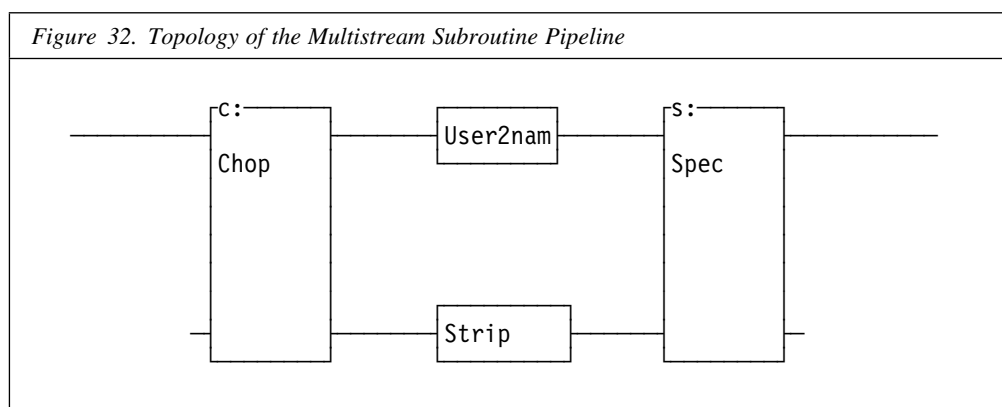 Figure 32. Topology of the Multistream Subroutine Pipeline
c: s:
User2nam
Chop Spec
Strip